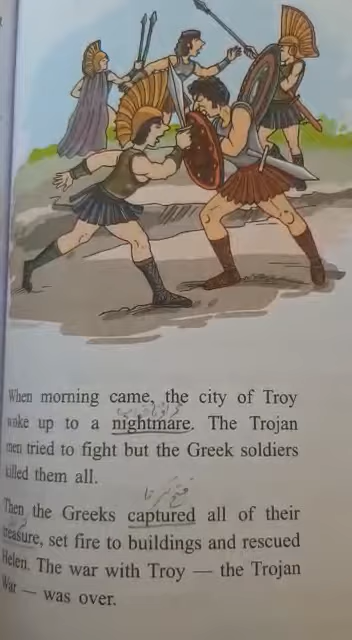 When morning came, the city of Troy
woke up to a nightmare. The Trojan
men tried to fight but the Greek soldiers
killed them all.
Then the Greeks captured all of their
treasure, set fire to buildings and rescued
Helen. The war with Troy — the Trojan
War — was over.